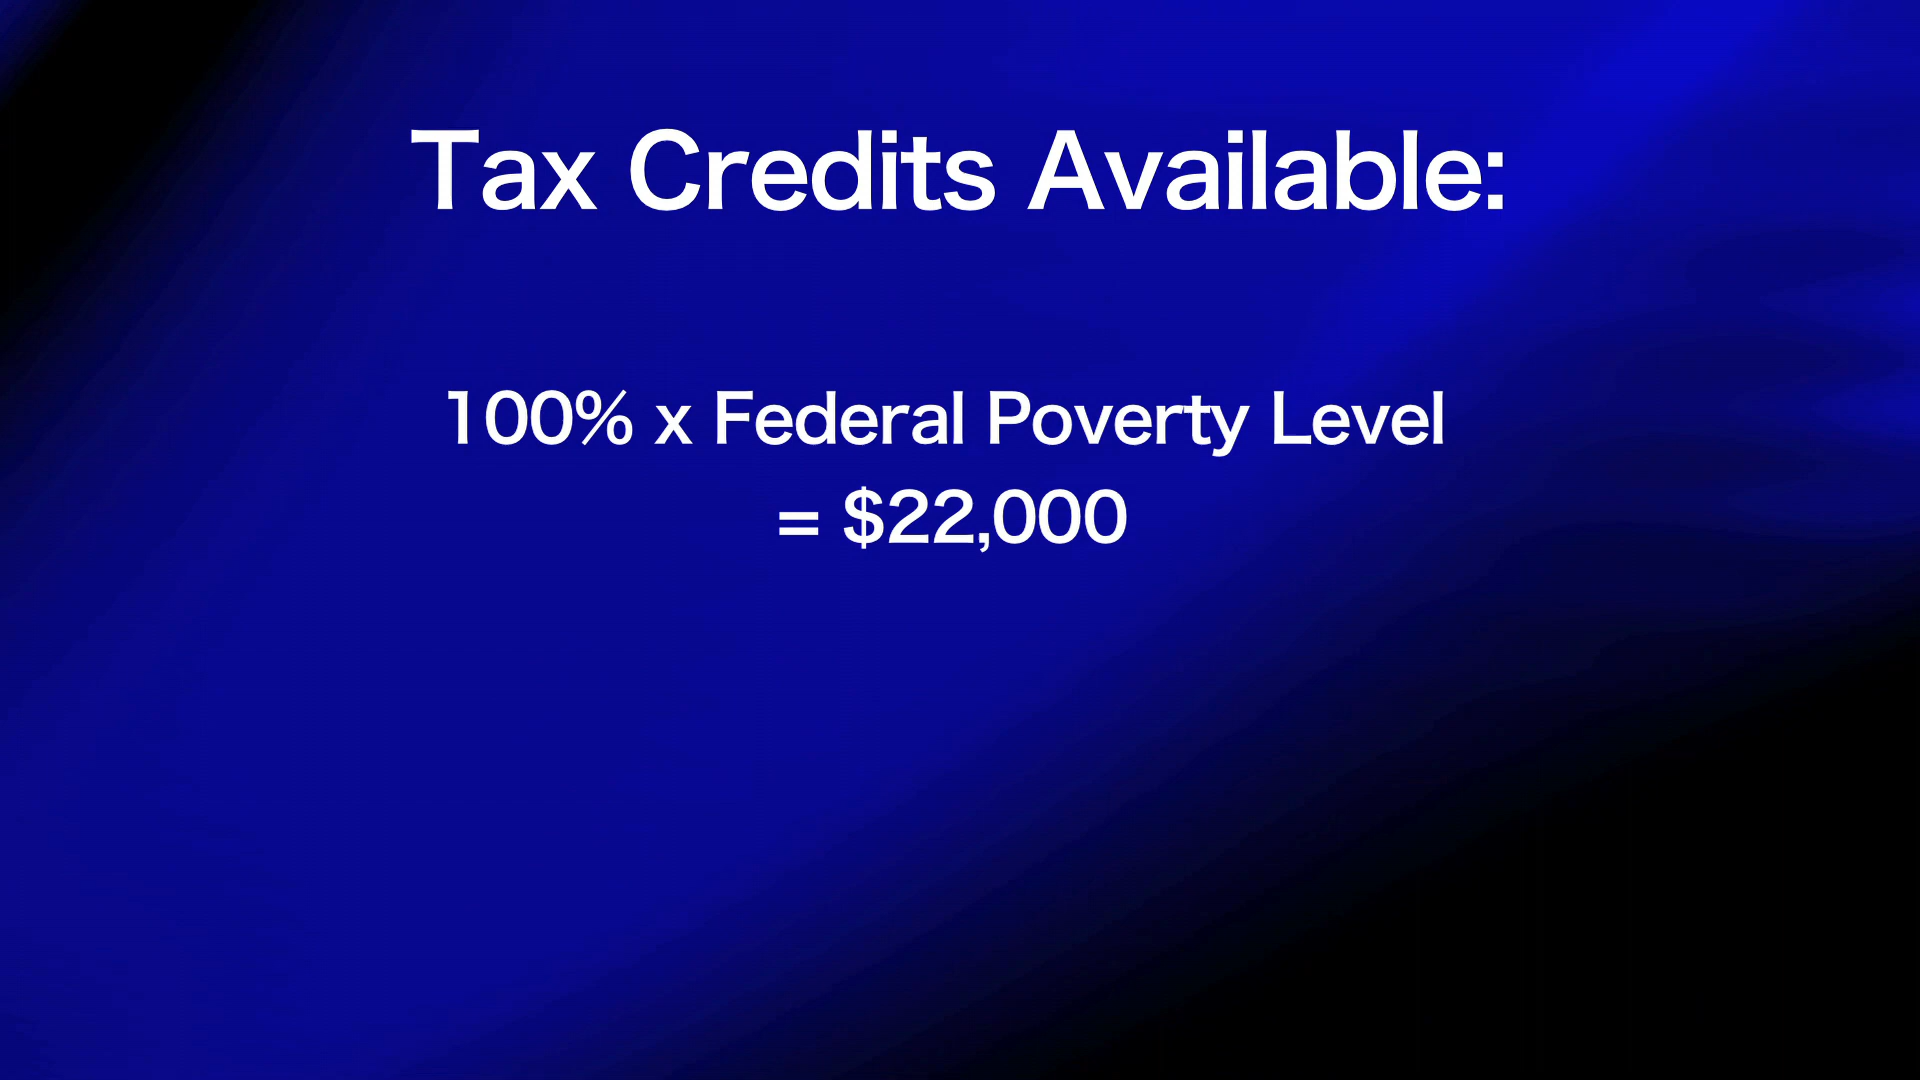 Tax Credits Available:
100% x Federal Poverty Level
= $22,000